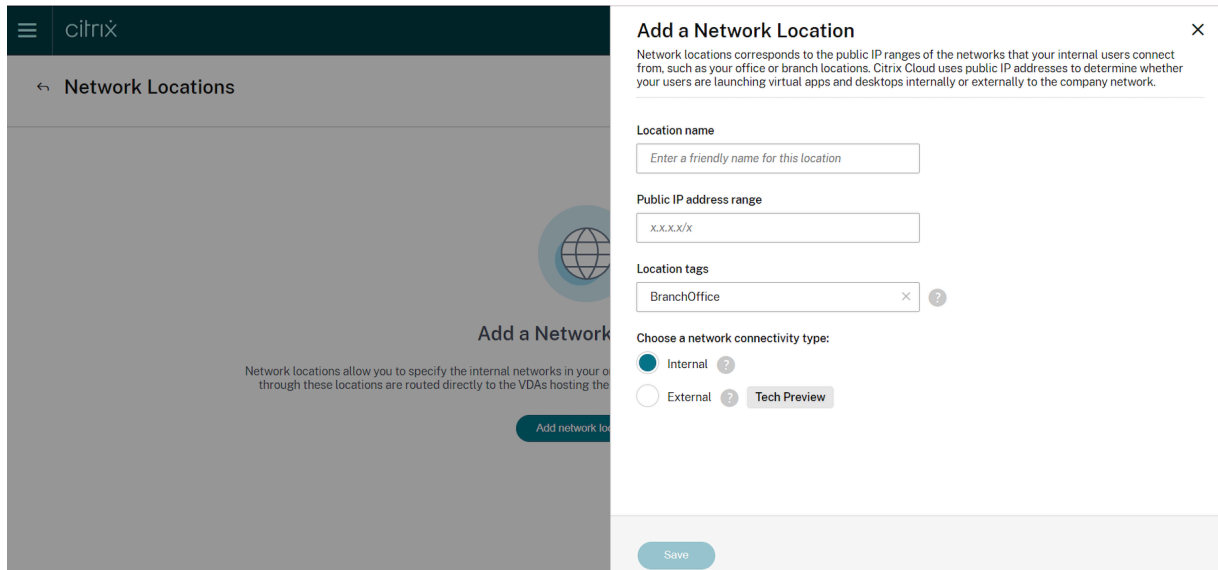 citrix
Network Locations
Add a Network
Network locations allow you to specify the internal networks in your
through these locations are routed directly to the VDAs hosting
Add network
Add a Network Location
Network locations corresponds to the public IP ranges of the networks that your internal users connect
from, such as your office or branch locations. Citrix Cloud uses public IP addresses to determine whether
your users are launching virtual apps and desktops internally or externally to the company network.
Location name
Enter a friendly name for this location
Public IP address range
x.x.x.x/x
Location tags
BranchOffice
?
Choose a network connectivity type:
Internal ?
External ? Tech Preview
Save